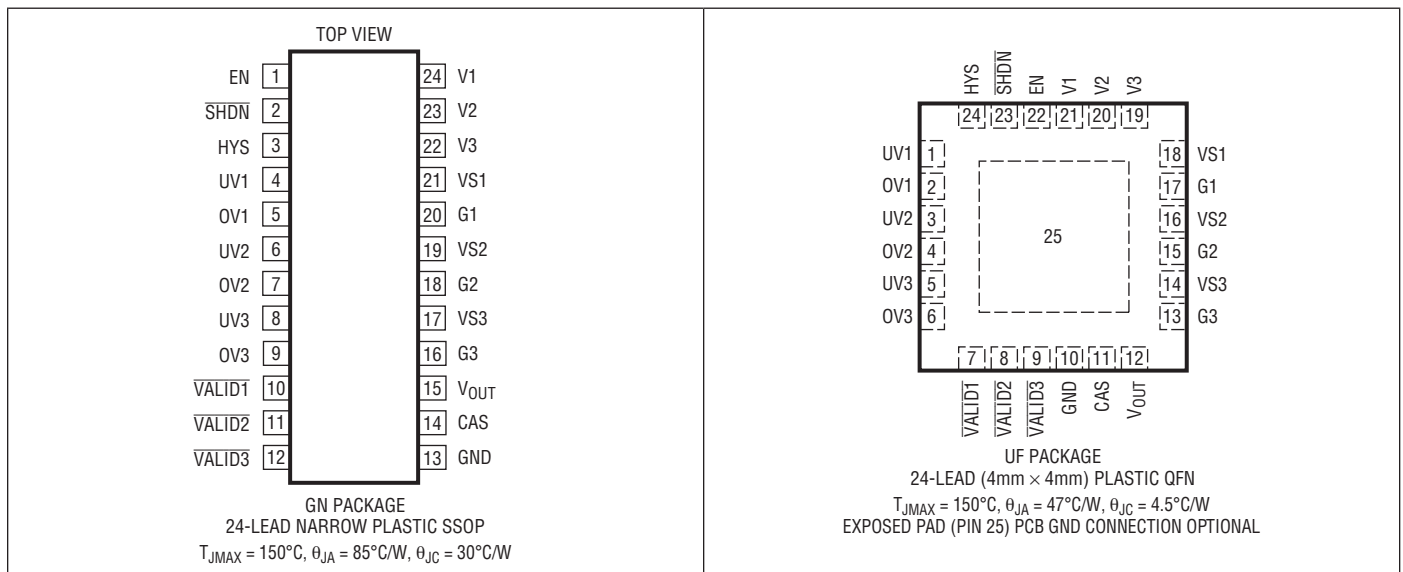 TOP VIEW
EN 1
SHDN 2
HYS 3
UV1 4
OV1 5
UV2 6
OV2 7
UV3 8
OV3 9
VALID1 10
VALID2 11
VALID3 12
24 V1
23 V2
22 V3
21 VS1
20 G1
19 VS2
18 G2
17 VS3
16 G3
15 VOUT
14 CAS
13 GND
GN PACKAGE
24-LEAD NARROW PLASTIC SSOP
TJMAX = 150°C, θJA = 85°C/W, θJC = 30°C/W
HYS SHDN EN V1 V2 V3
24 23 22 21 20 19
UV1 1
OV1 2
UV2 3
OV2 4
UV3 5
OV3 6
25
18 VS1
17 G1
16 VS2
15 G2
14 VS3
13 G3
7 8 9 10 11 12
VALID1 VALID2 VALID3 GND CAS VOUT
UF PACKAGE
24-LEAD (4mm × 4mm) PLASTIC QFN
TJMAX = 150°C, θJA = 47°C/W, θJC = 4.5°C/W
EXPOSED PAD (PIN 25) PCB GND CONNECTION OPTIONAL